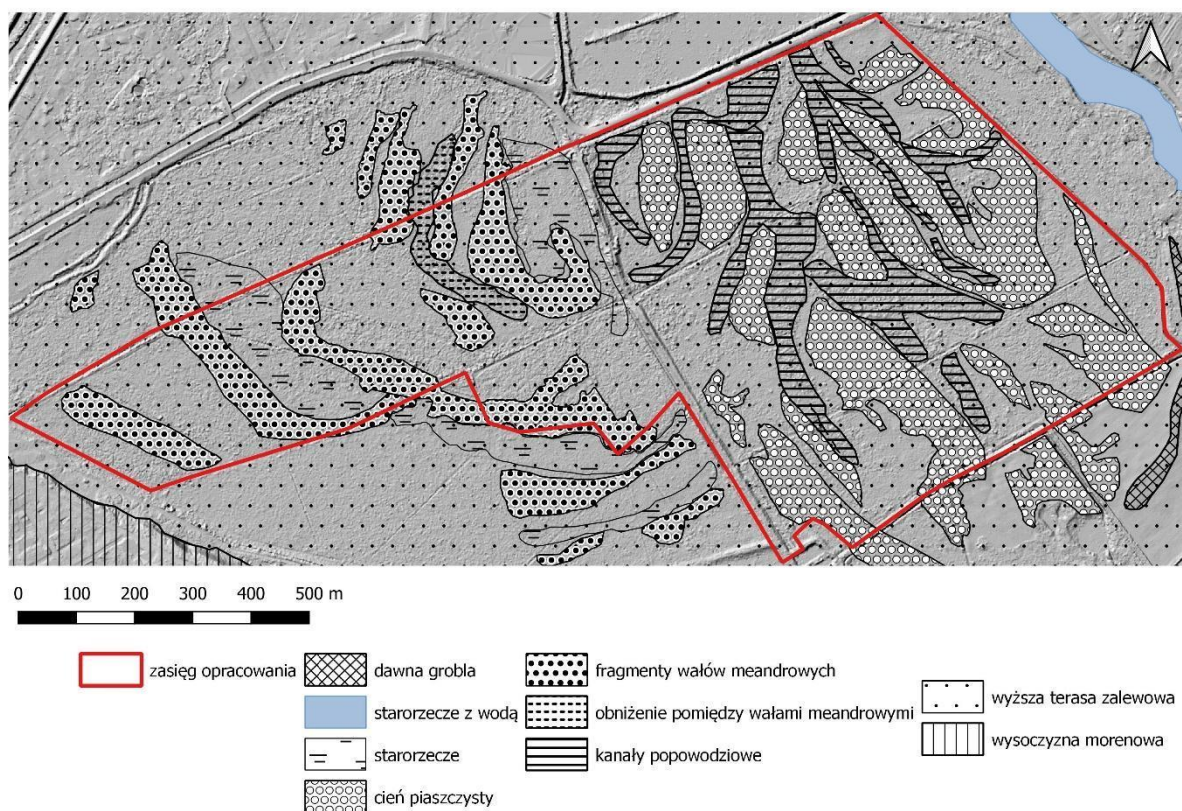 0 100 200 300 400 500 m
zasięg opracowania
dawna grobla
starorzecze z wodą
starorzecze
cień piaszczysty
fragmenty wałów meandrowych
obniżenie pomiędzy wałami meandrowymi
kanały popowodziowe
wyższa terasa zalewowa
wysoczyzna morenowa